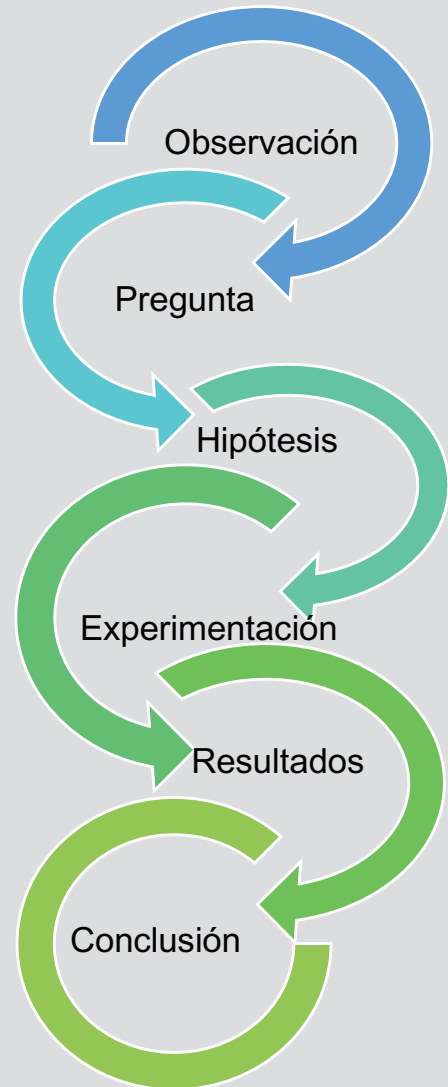 Observación
Pregunta
Hipótesis
Experimentación
Resultados
Conclusión